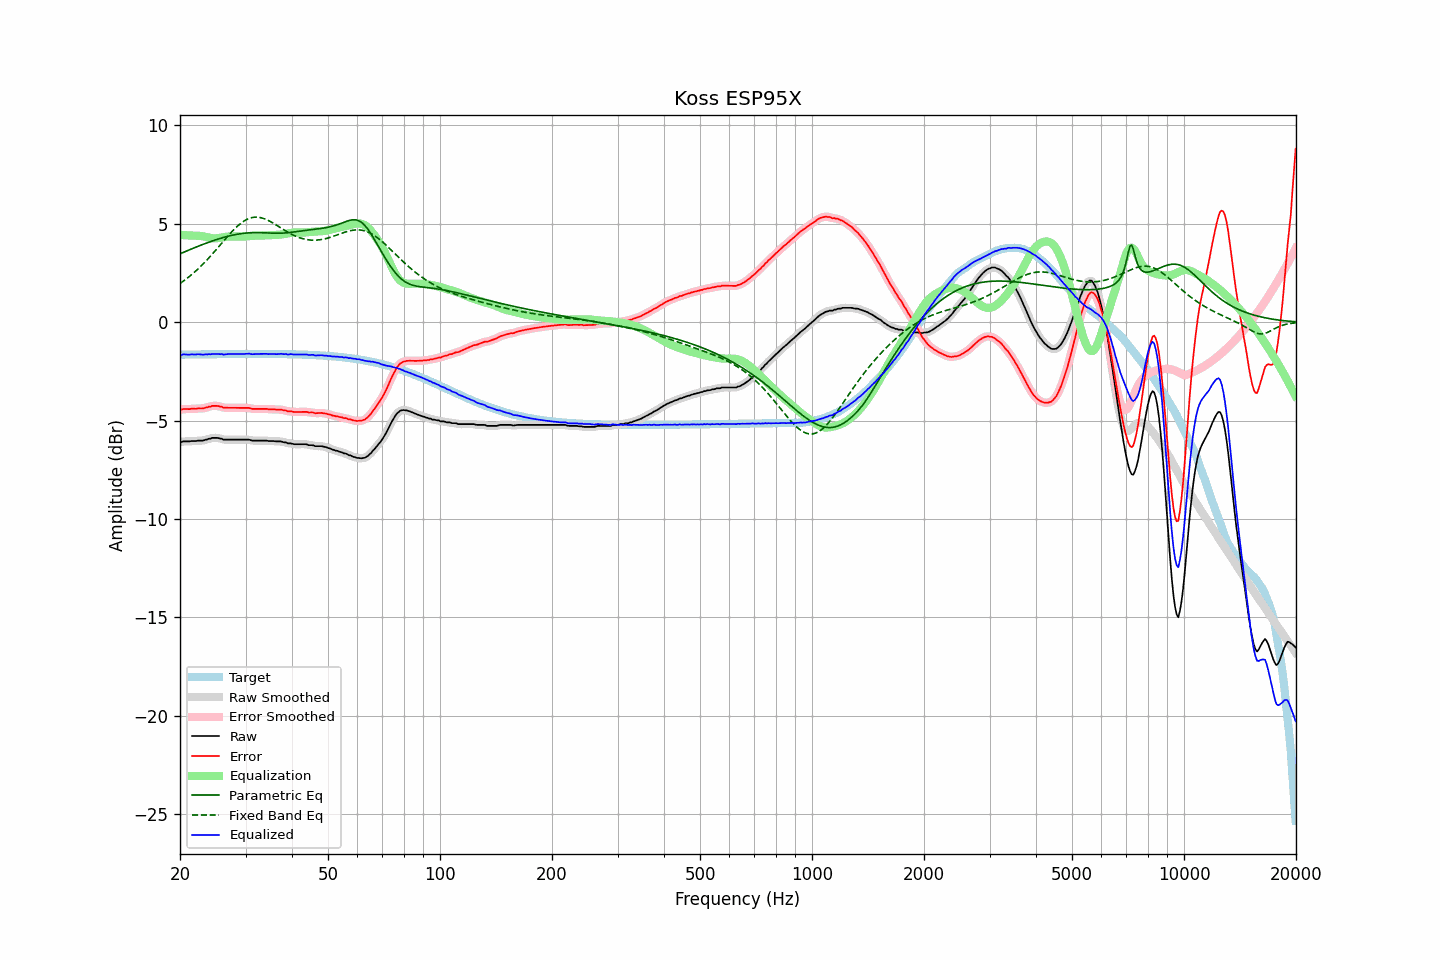 Koss ESP95X
10
5
0
−5
−10
−15
−20
−25
Amplitude (dBr)
Target
Raw Smoothed
Error Smoothed
Raw
Error
Equalization
Parametric Eq
Fixed Band Eq
Equalized
20 50 100 200 500 1000 2000 5000 10000 20000
Frequency (Hz)